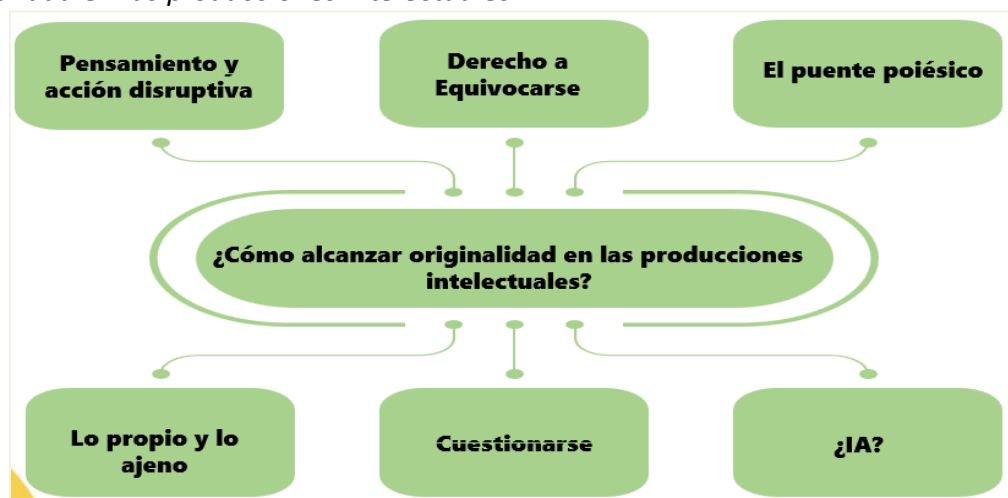 Pensamiento y
acción disruptiva
Derecho a
Equivocarse
El puente poiésico
¿Cómo alcanzar originalidad en las producciones
intelectuales?
Lo propio y lo
ajeno
Cuestionarse
¿IA?